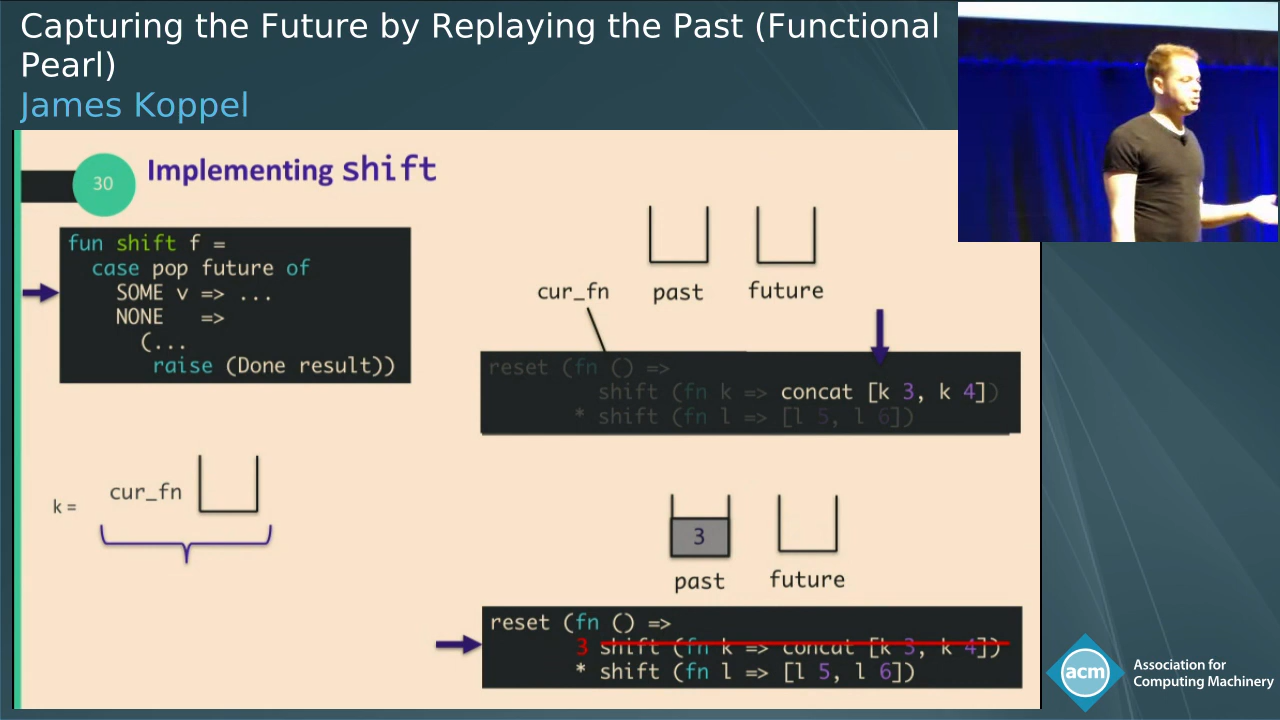 Capturing the Future by Replaying the Past (Functional
Pearl)
James Koppel
30
Implementing shift
fun shift f =
case pop future of
SOME v => ...
NONE =>
(...
raise (Done result))
cur_fn
past
future
reset (fn () =>
shift (fn k => concat [k 3, k 4])
* shift (fn l => [l 5, l 6])
k =
cur_fn
3
past
future
reset (fn () =>
3 shift (fn k => concat [k 3, k 4])
* shift (fn l => [l 5, l 6])
acm
Association for
Computing Machinery